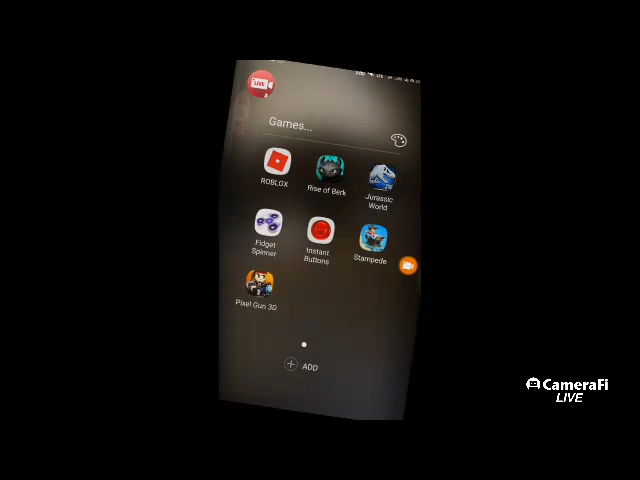 LIVE
Games...
ROBLOX
Rise of Berk
Jurassic
World
Fidget
Spinner
Instant
Buttons
Stampede
Pixel Gun 3D
ADD
CameraFi
LIVE